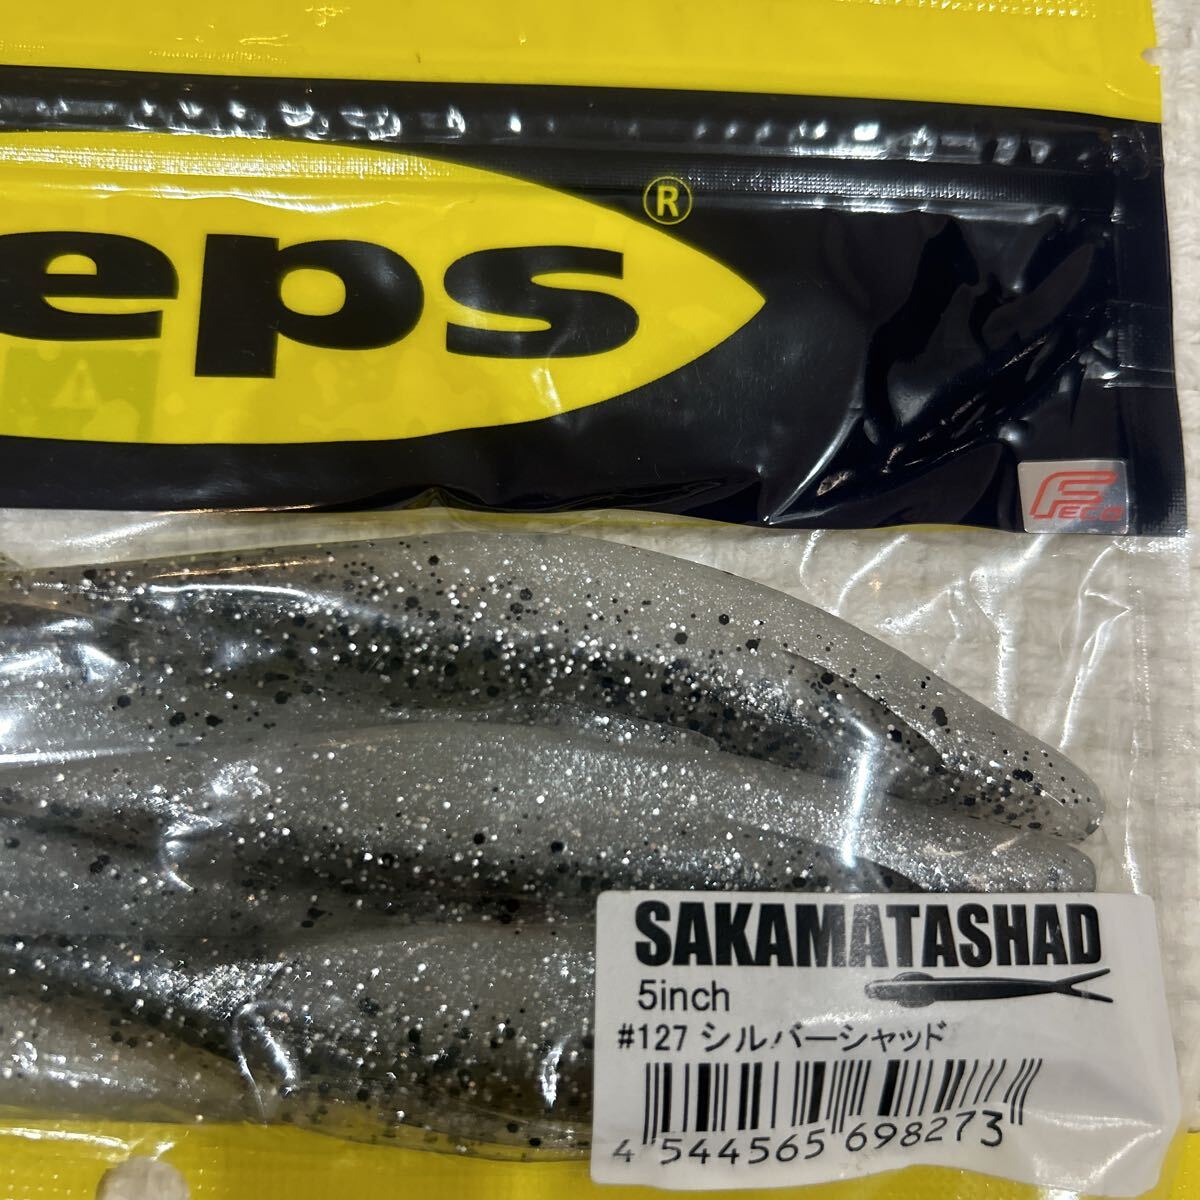 eps
®
FECO
SAKAMATASHAD
5inch
#127 シルバーシャッド
4 544565 698273